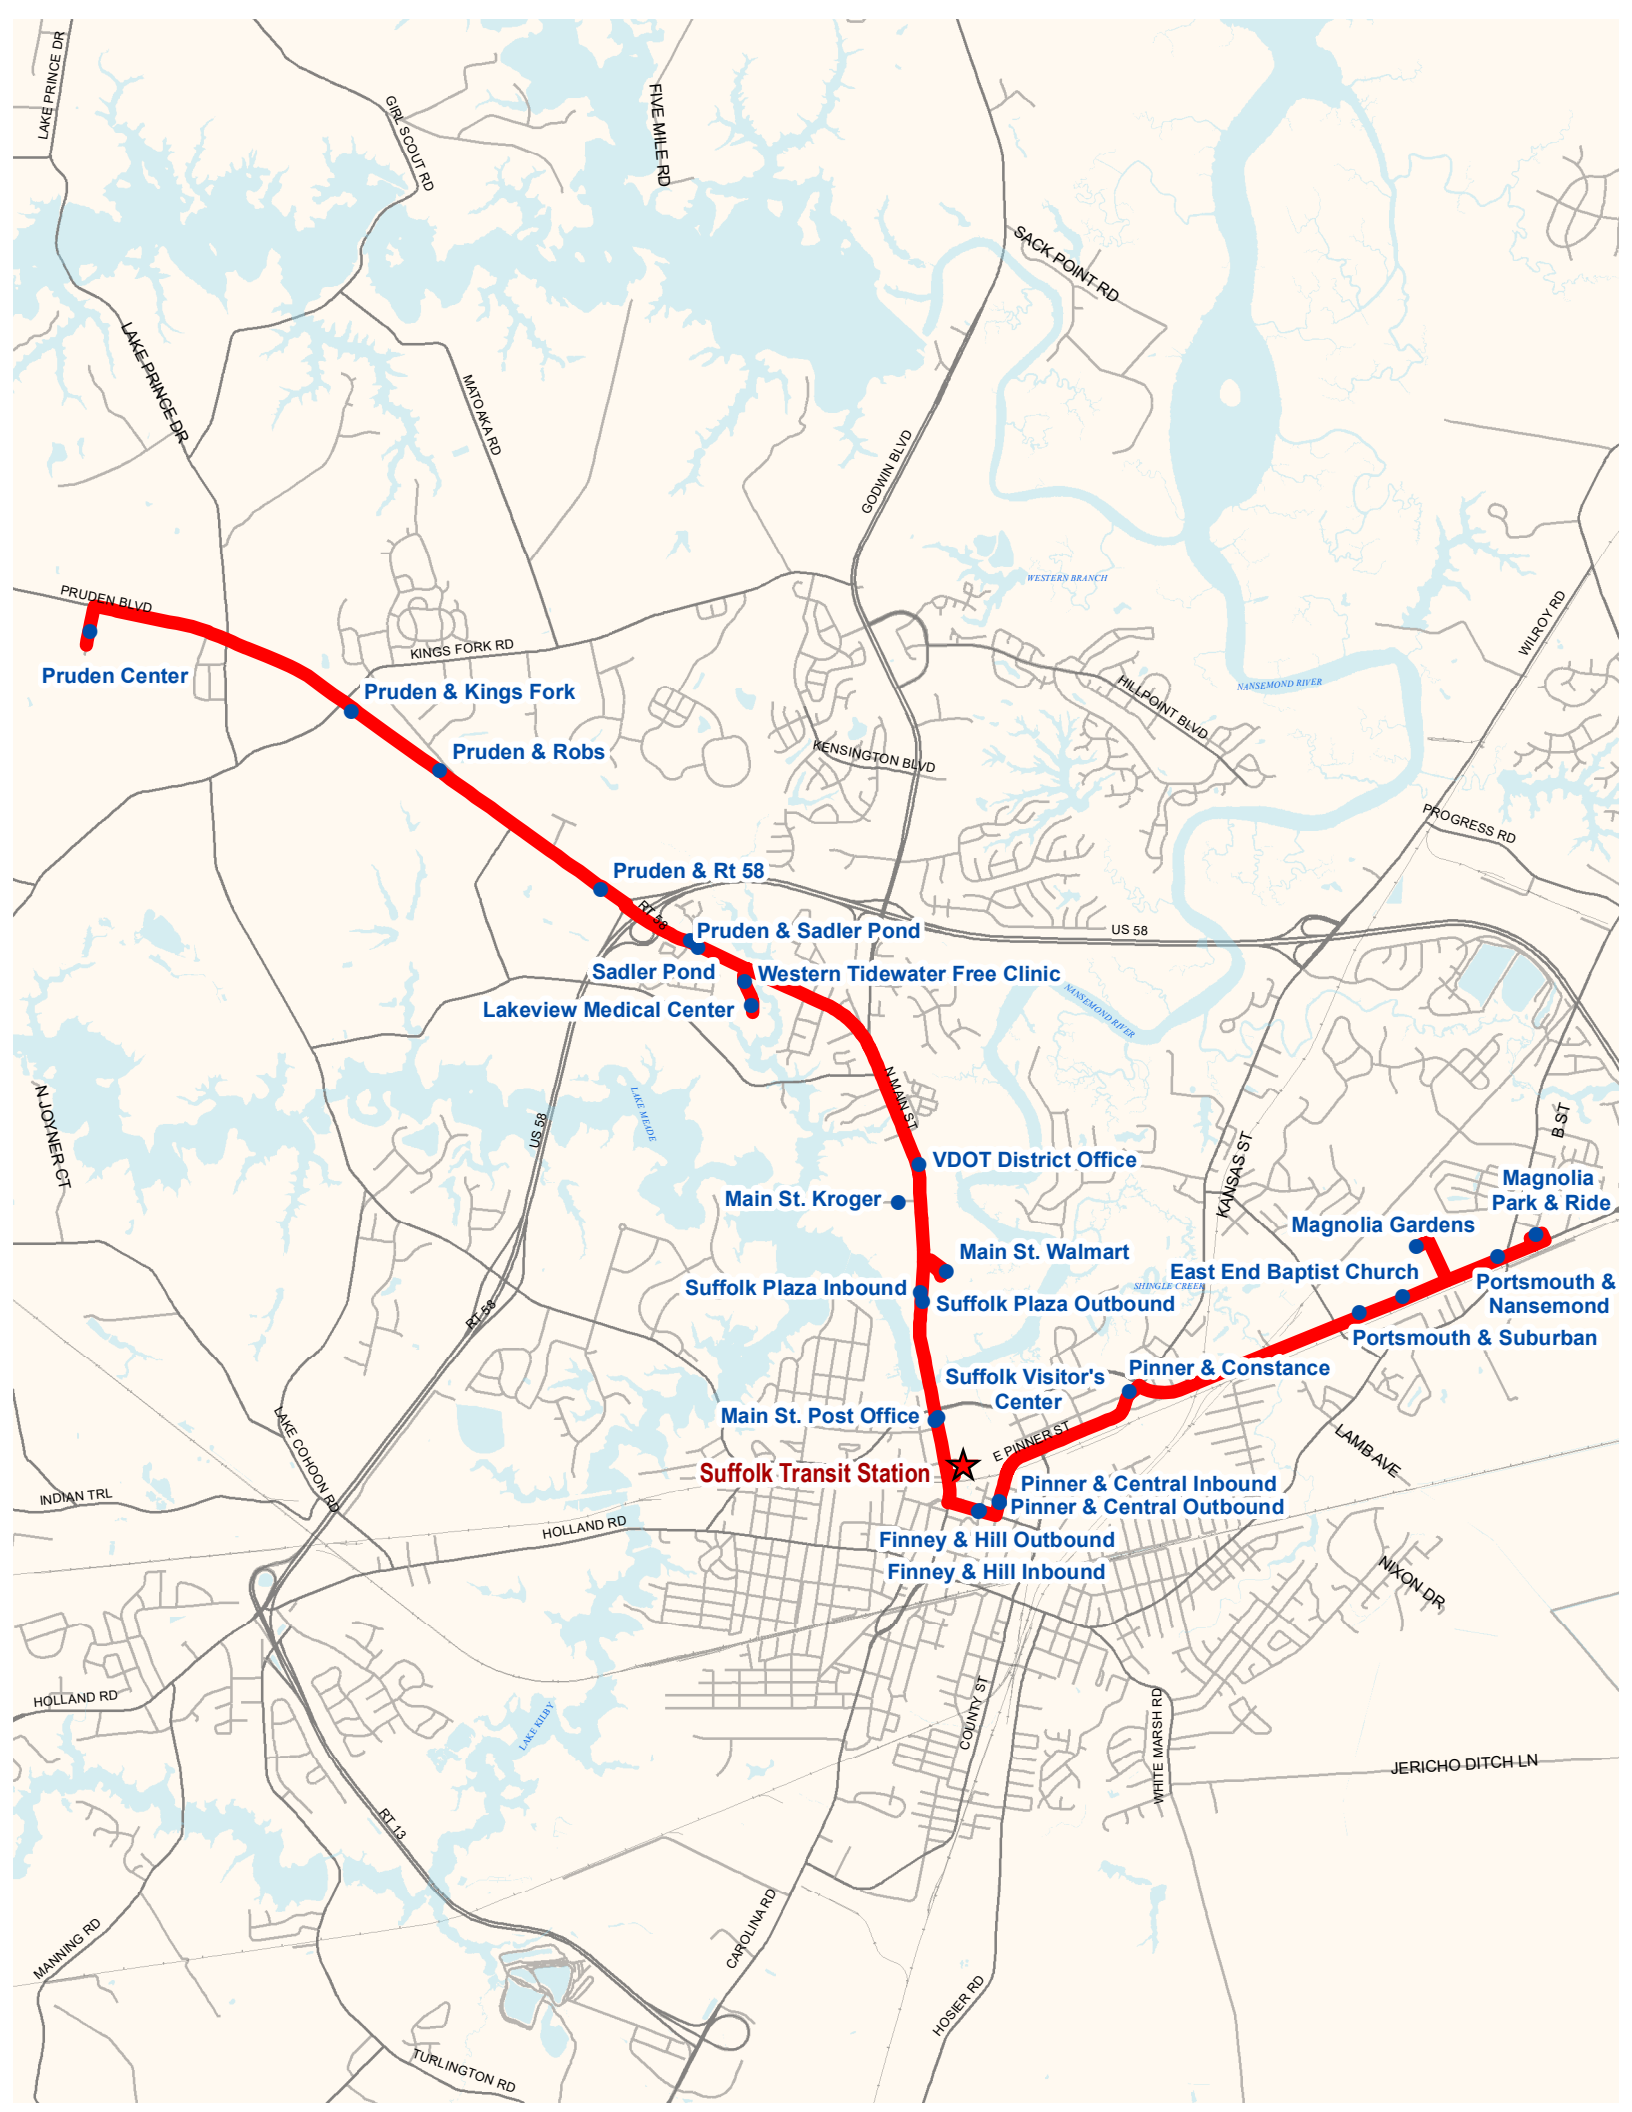 LAKE PRINCE DR
GIRL SCOUT RD
FIVE MILE RD
SACK POINT RD
LAKE PRINCE DR
MATOAKA RD
GODWIN BLVD
WESTERN BRANCH
PRUDEN BLVD
WILROY RD
KINGS FORK RD
Pruden Center
Pruden & Kings Fork
NANSEMOND RIVER
HILLPOINT BLVD
Pruden & Robs
KENSINGTON BLVD
PROGRESS RD
Pruden & Rt 58
RT 58
Pruden & Sadler Pond
US 58
Sadler Pond
Western Tidewater Free Clinic
Lakeview Medical Center
NANSEMOND RIVER
N MAIN ST
LAKE MEADE
US 58
N JOYNER CT
B ST
KANSAS ST
VDOT District Office
Main St. Kroger
Magnolia
Park & Ride
Magnolia Gardens
Main St. Walmart
East End Baptist Church
SHINGLE CREEK
Suffolk Plaza Inbound
Suffolk Plaza Outbound
Portsmouth &
Nansemond
RT 58
Portsmouth & Suburban
Pinner & Constance
Suffolk Visitor's
Center
Main St. Post Office
E PINNER ST
LAMB AVE
LAKE COHOON RD
Suffolk Transit Station
Pinner & Central Inbound
Pinner & Central Outbound
INDIAN TRL
HOLLAND RD
Finney & Hill Outbound
Finney & Hill Inbound
NIXON DR
HOLLAND RD
LAKE KILBY
COUNTY ST
WHITE MARSH RD
JERICHO DITCH LN
RT 13
CAROLINA RD
MANNING RD
HOSIER RD
TURLINGTON RD